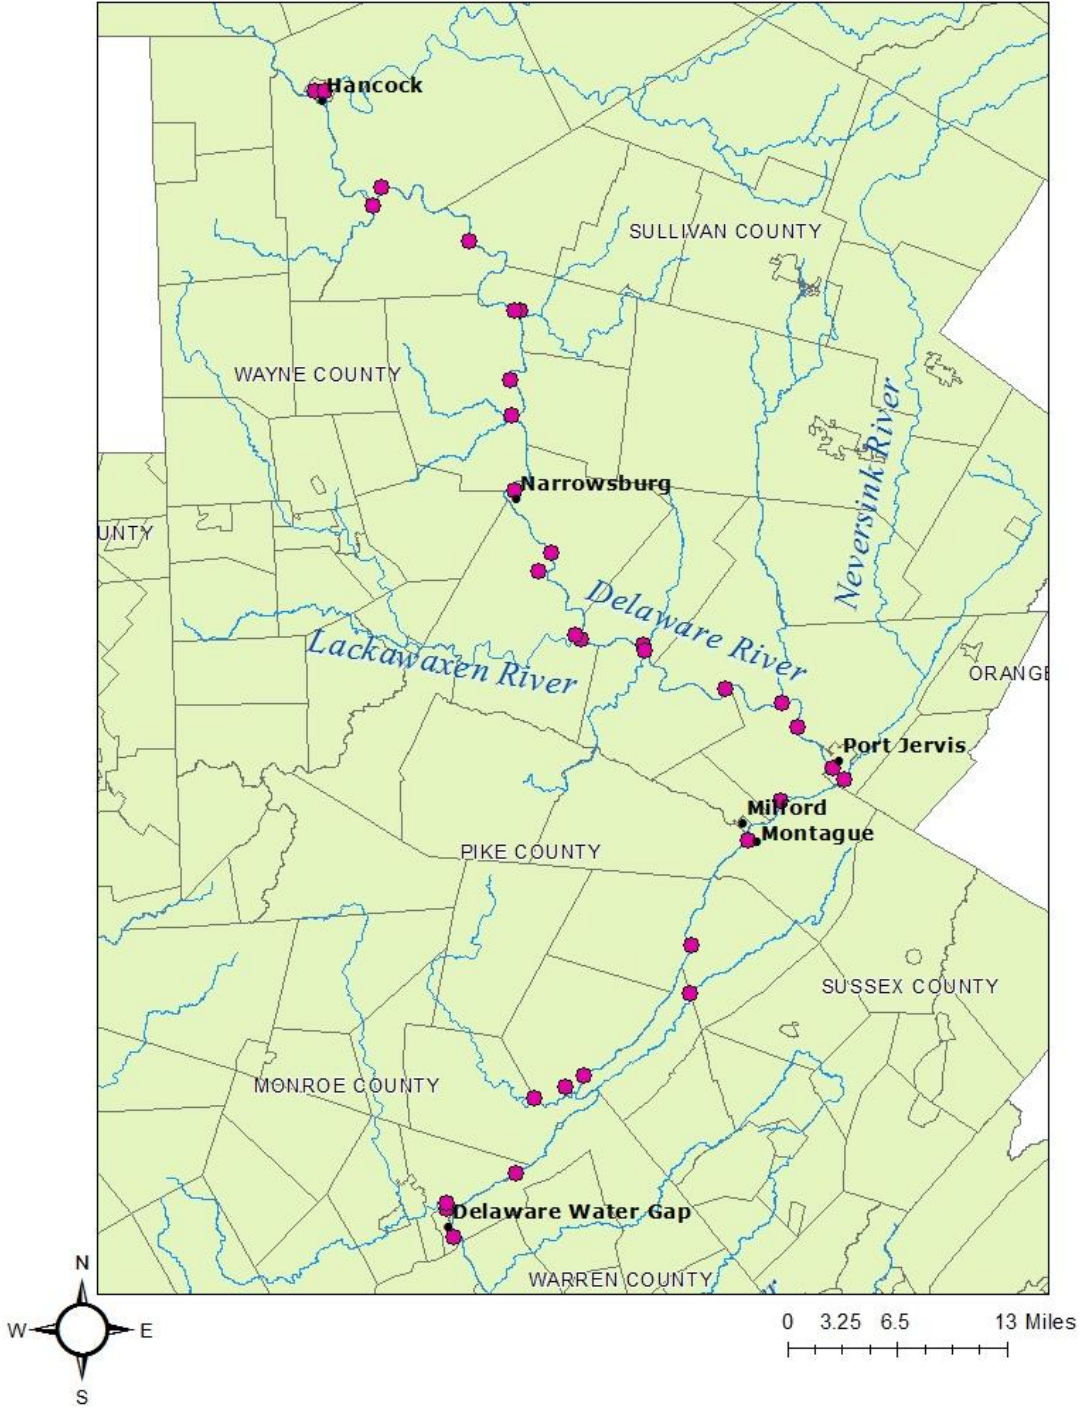 Hancock
SULLIVAN COUNTY
WAYNE COUNTY
Neversink River
Narrowsburg
UNTY
Delaware River
Lackawaxen River
ORANGE
Port Jervis
Milford
Montague
PIKE COUNTY
SUSSEX COUNTY
MONROE COUNTY
Delaware Water Gap
WARREN COUNTY
N
W E
S
0 3.25 6.5 13 Miles